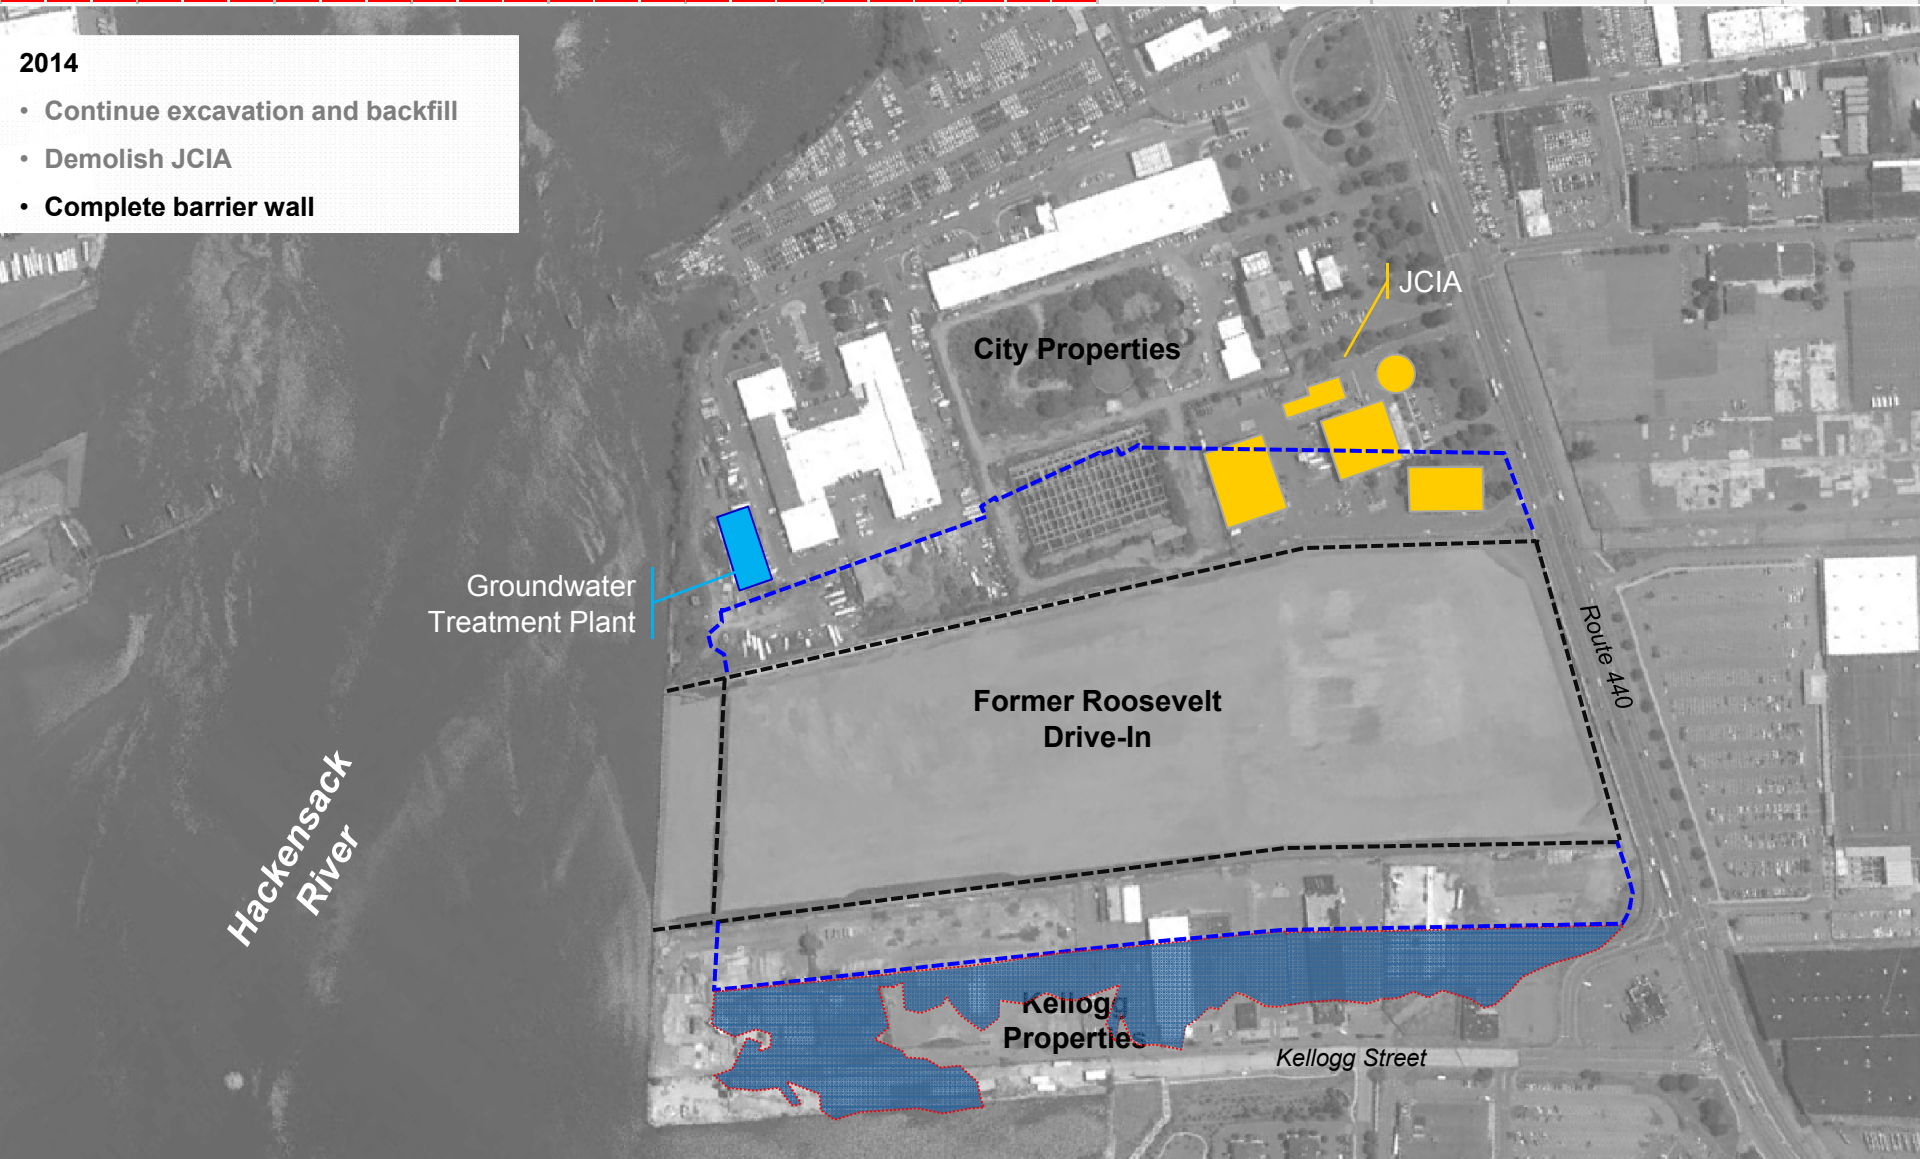 2014
• Continue excavation and backfill
• Demolish JCIA
• Complete barrier wall
JCIA
City Properties
Groundwater
Treatment Plant
Route 440
Former Roosevelt
Drive-In
Hackensack
River
Kellogg
Properties
Kellogg Street